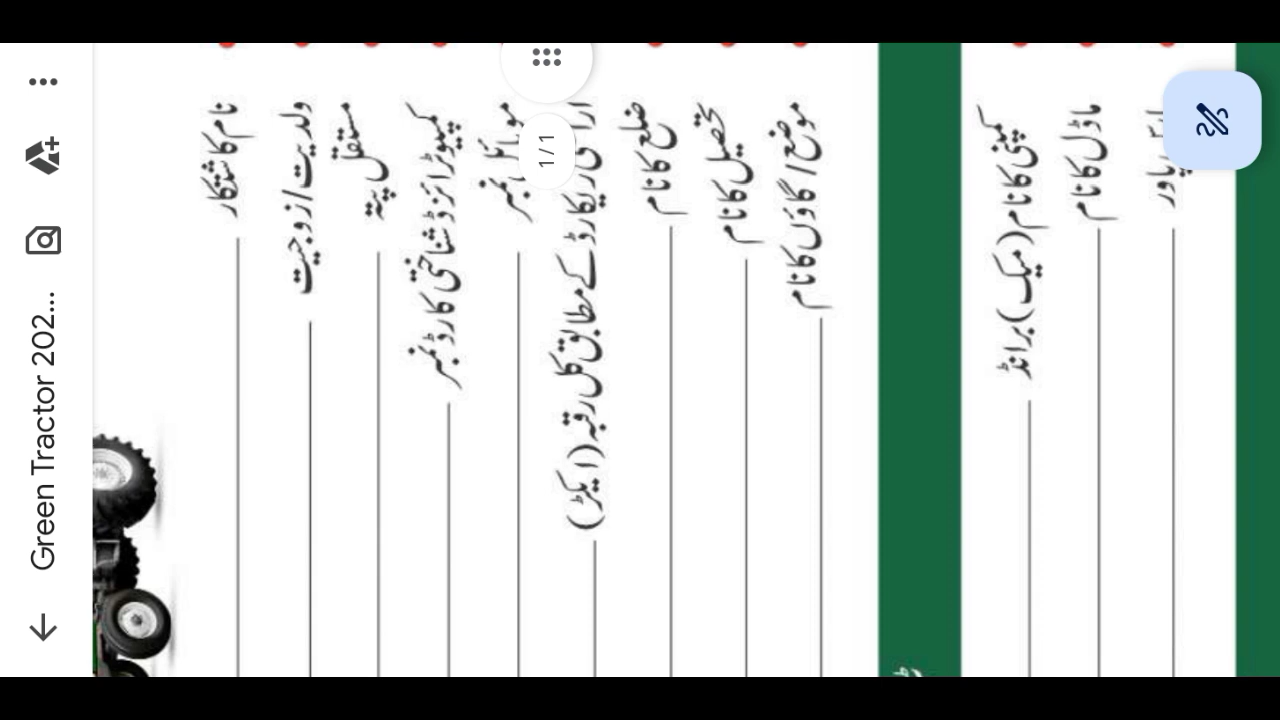 Green Tractor 202...
1/1
نام کاشتکار
ولدیت / زوجیت
مستقل پتہ
کمپیوٹرائزڈ شناختی کارڈ نمبر
موبائل نمبر
اراضی ریکارڈ کے مطابق کل رقبہ (ایکڑ)
ضلع کا نام
تحصیل کا نام
موضع / گاؤں کا نام
کمپنی کا نام (میک) برانڈ
ماڈل کا نام